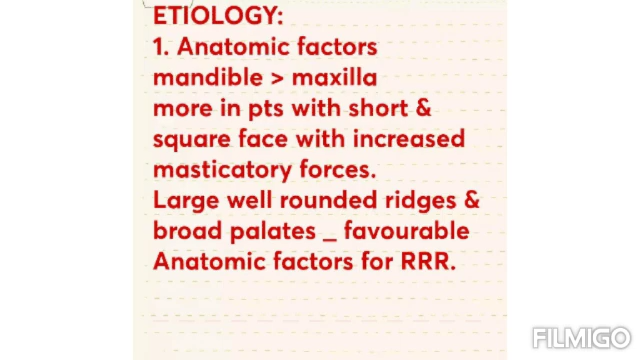 ETIOLOGY:
1. Anatomic factors
mandible > maxilla
more in pts with short &
square face with increased
masticatory forces.
Large well rounded ridges &
broad palates _ favourable
Anatomic factors for RRR.
FILMIGO